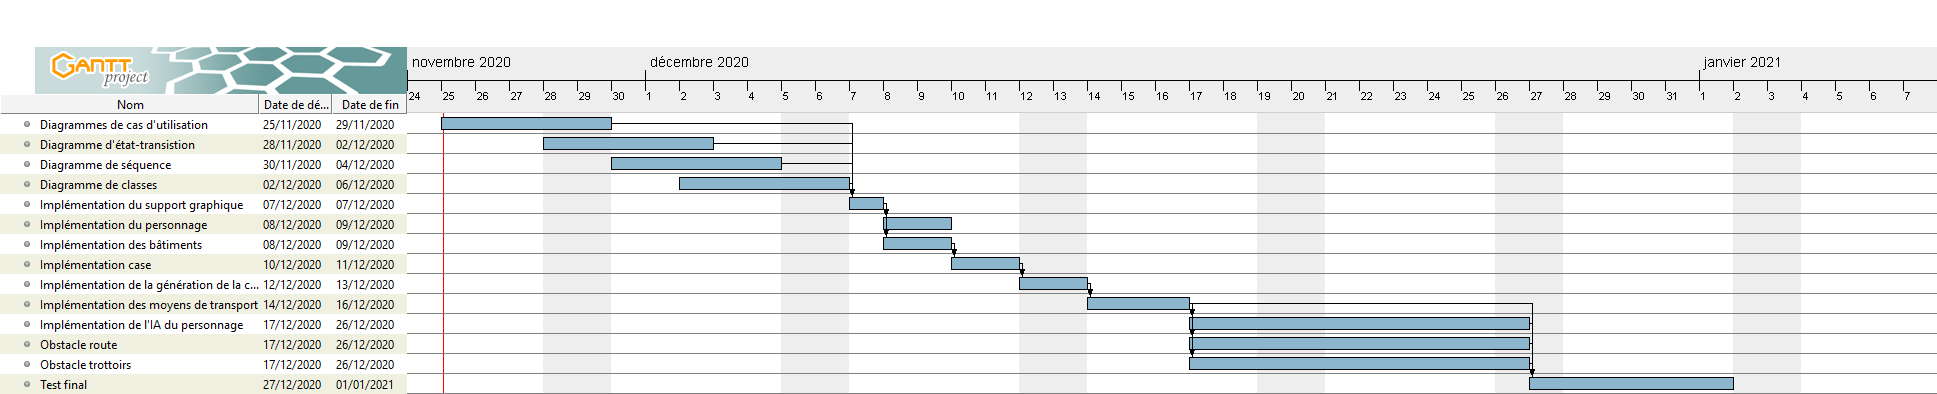 GANTT
project
novembre 2020 décembre 2020 janvier 2021
24 25 26 27 28 30 1 2 3 4 5 6 7 9 10 11 12 13 14 15 16 17 19 20 21 22 23 24 25 26 27 29 30 31 1 2 3 4 6 7
Nom Date de dé... Date de fin
Diagrammes de cas d'utilisation 25/11/2020 29/11/2020
Diagramme d'état-transistion 28/11/2020 02/12/2020
Diagramme de séquence 30/11/2020 04/12/2020
Diagramme de classes 02/12/2020 06/12/2020
Implémentation du support graphique 07/12/2020 07/12/2020
Implémentation du personnage 08/12/2020 09/12/2020
Implémentation des bâtiments 08/12/2020 09/12/2020
Implémentation case 10/12/2020 11/12/2020
Implémentation de la génération de la c... 12/12/2020 13/12/2020
Implémentation des moyens de transport 14/12/2020 16/12/2020
Implémentation de l'IA du personnage 17/12/2020 26/12/2020
Obstacle route 17/12/2020 26/12/2020
Obstacle trottoirs 17/12/2020 26/12/2020
Test final 27/12/2020 01/01/2021